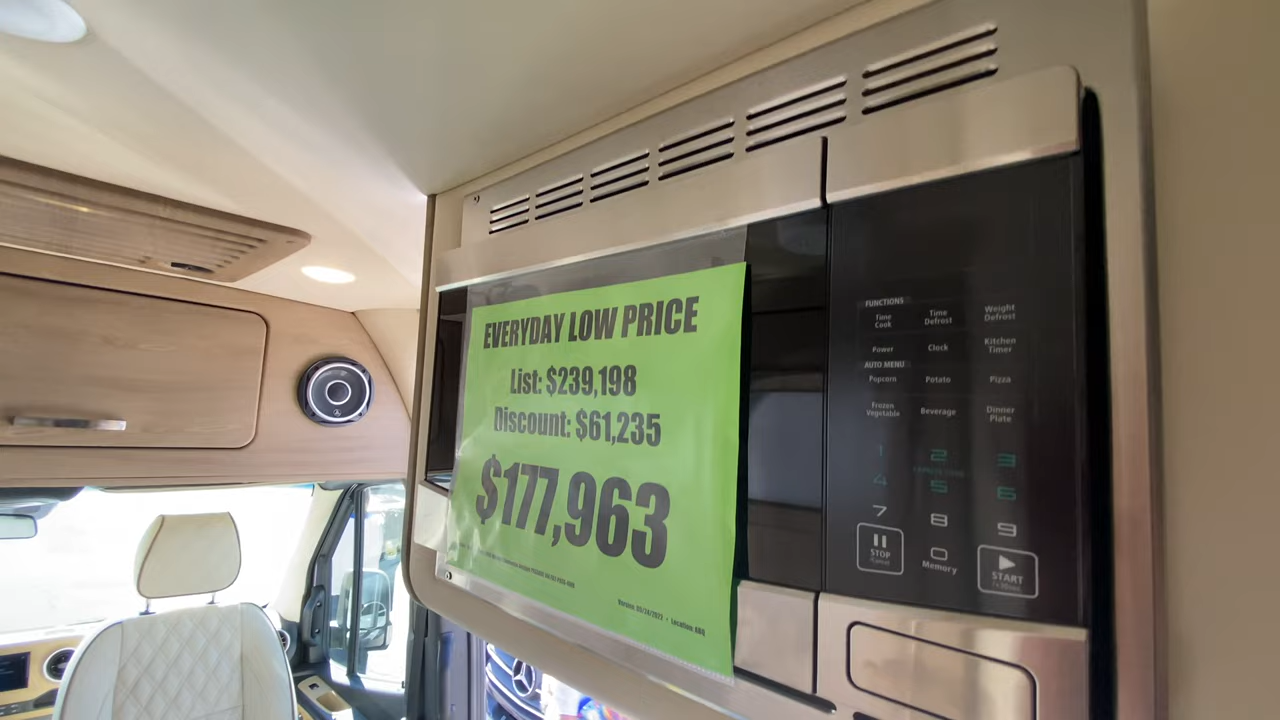 EVERYDAY LOW PRICE
List: $239,198
Discount: $61,235
$177,963
Location: ABQ
FUNCTIONS
Time Cook
Time Defrost
Weight Defrost
Power
Clock
Kitchen Timer
AUTO MENU
Popcorn
Potato
Pizza
Frozen Vegetable
Beverage
Dinner Plate
1 2 3
4 5 6
7 8 9
0
STOP
Memory
START